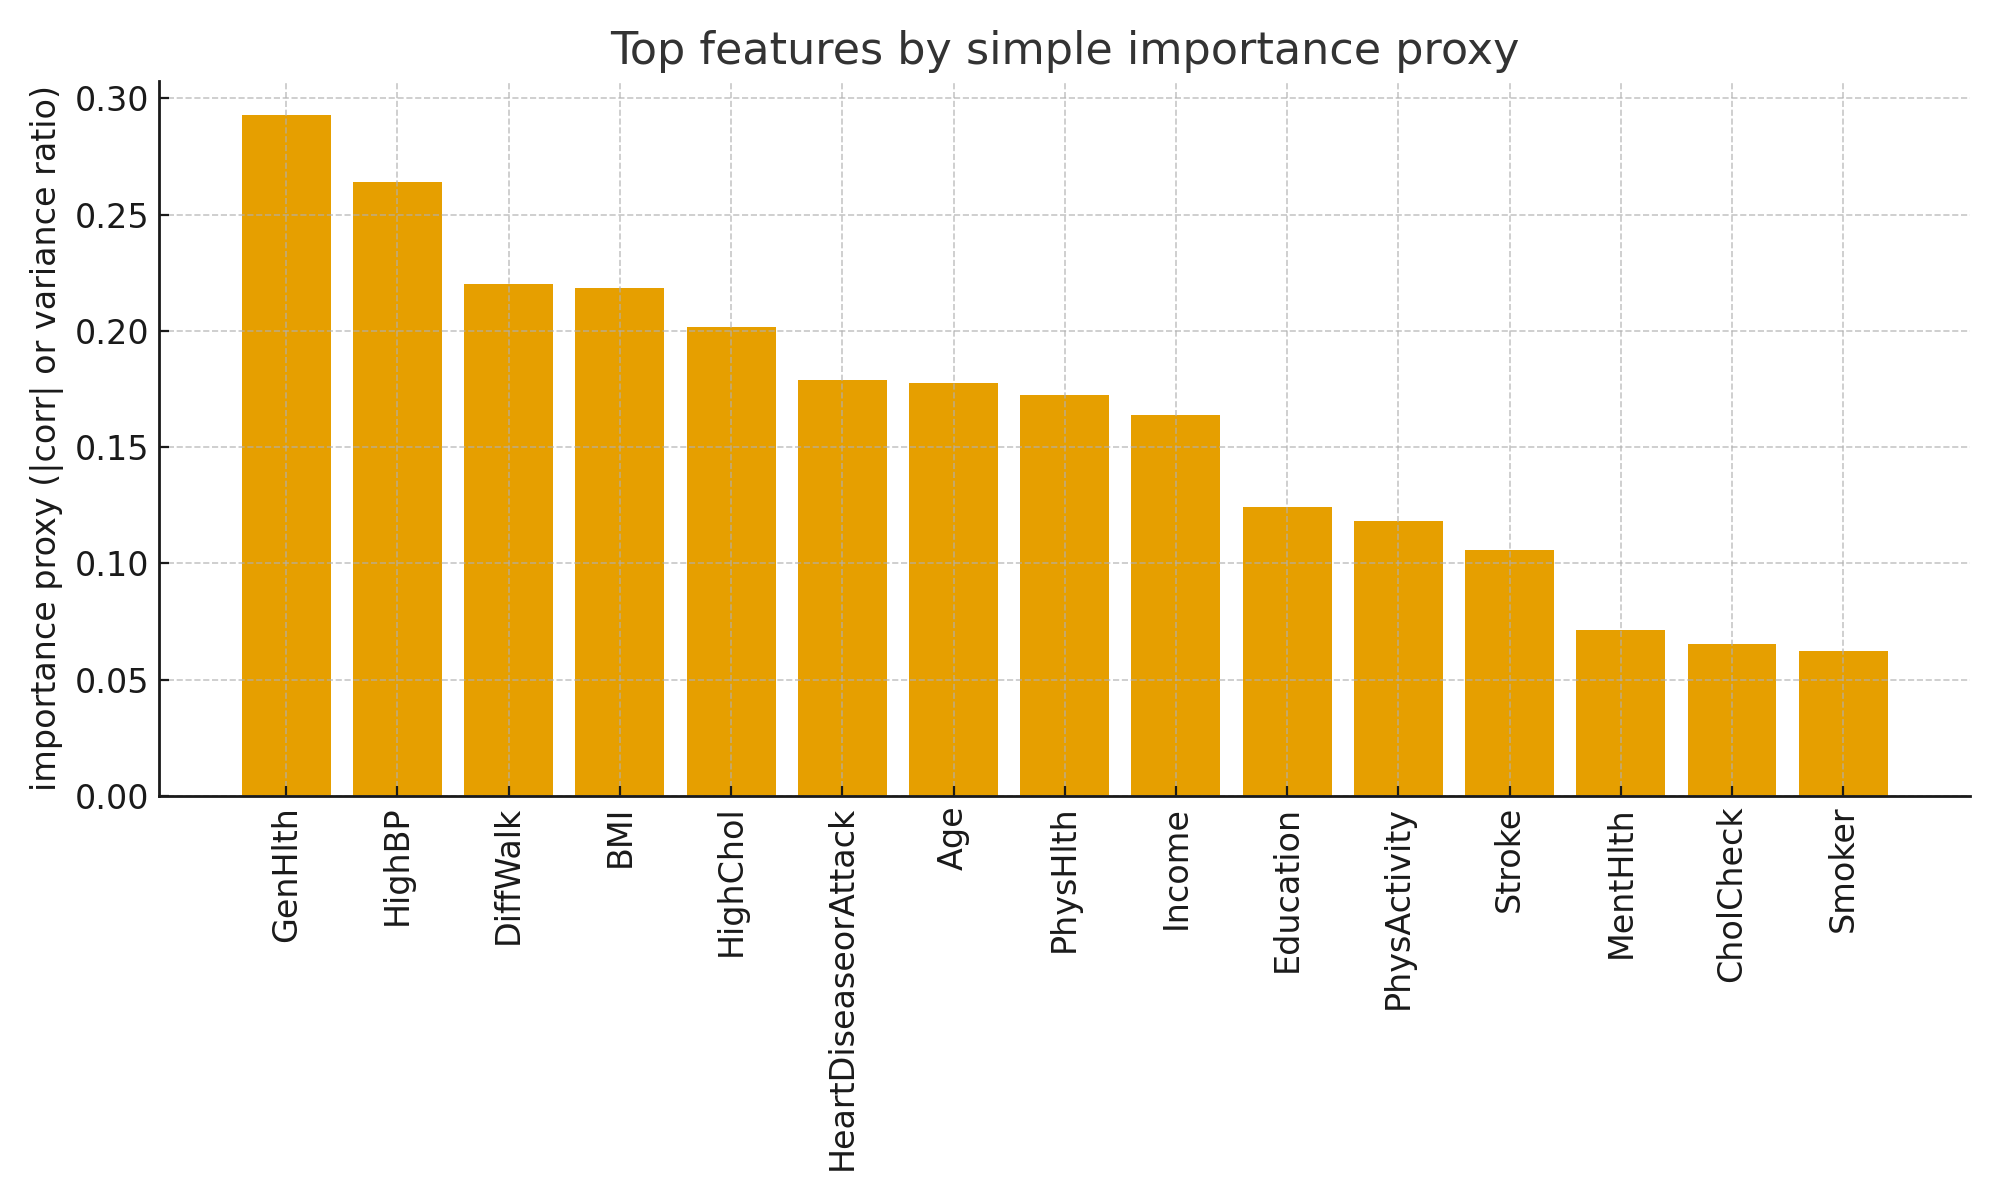 Top features by simple importance proxy
importance proxy (|corr| or variance ratio)
0.30
0.25
0.20
0.15
0.10
0.05
0.00
GenHlth
HighBP
DiffWalk
BMI
HighChol
HeartDiseaseorAttack
Age
PhysHlth
Income
Education
PhysActivity
Stroke
MentHlth
CholCheck
Smoker